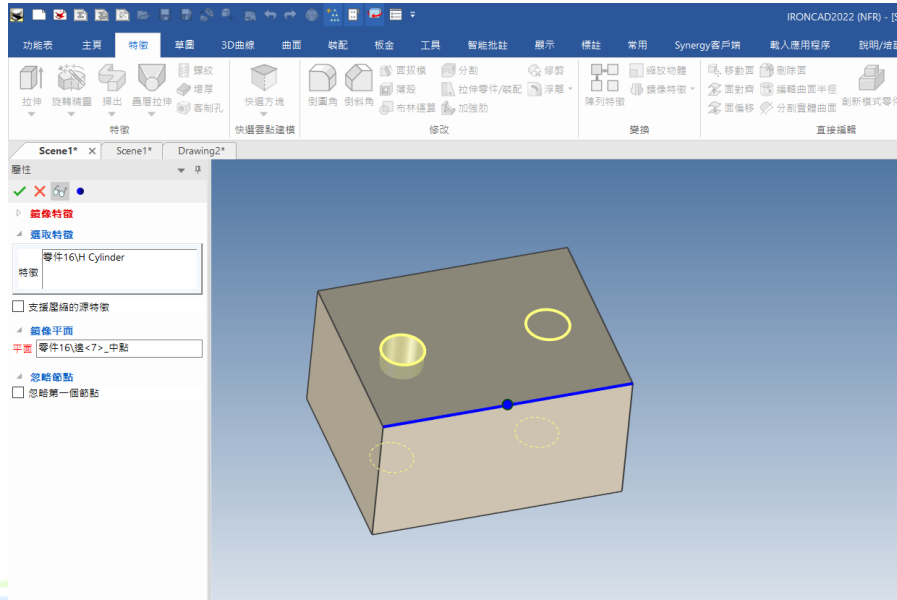 IRONCAD2022 (NFR) - [S
功能表 主頁 特徵 草圖 3D曲線 曲面 裝配 板金 工具 智能批註 顯示 標註 常用 Synergy客戶端 載入應用程序 說明/培
拉伸 旋轉精靈 掃出 疊層拉伸 螺紋 增厚 客制孔
快速方塊
倒圓角 倒斜角 面拔模 薄殼 布林運算 分割 拉伸零件/裝配 加強肋 修剪 浮雕
陣列特徵 縮放物體 鏡像特徵
移動面 面對齊 面偏移 刪除面 編輯曲面半徑 分割實體曲面 創新模式零件
特徵 快速雲點建模 修改 變換 直接編輯
Scene1* Scene1* Drawing2*
屬性
鏡像特徵
選取特徵
特徵 零件16\H Cylinder
支援壓縮的源特徵
鏡像平面
平面 零件16\邊<7>_中點
忽略節點
忽略第一個節點